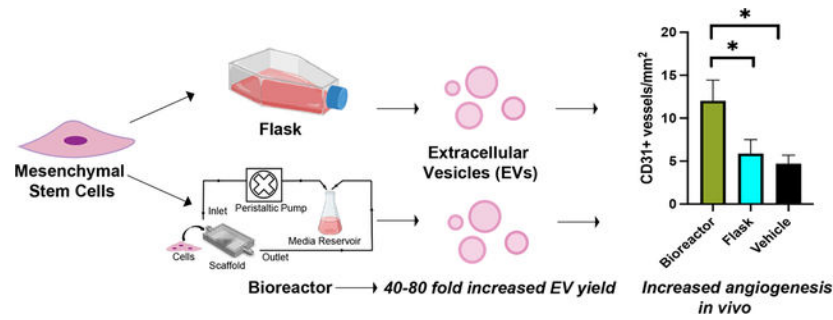 Mesenchymal
Stem Cells
Flask
Extracellular
Vesicles (EVs)
Inlet
Peristaltic Pump
Media Reservoir
Cells
Scaffold
Outlet
Bioreactor
40-80 fold increased EV yield
CD31+ vessels/mm²
20
15
10
5
0
*
*
Bioreactor
Flask
Vehicle
Increased angiogenesis
in vivo